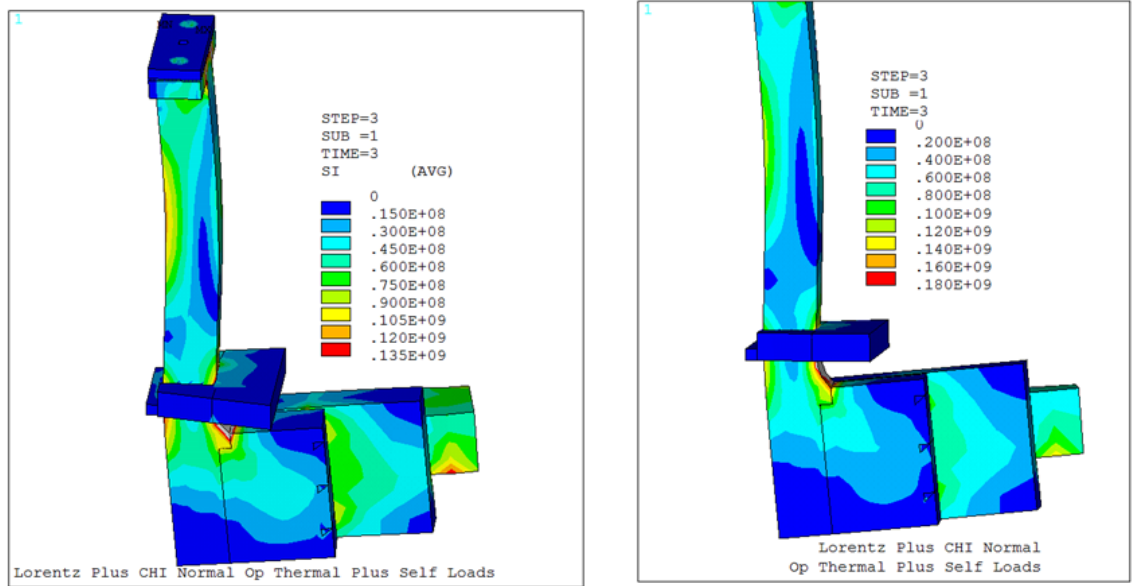 1
STEP=3
SUB =1
TIME=3
SI (AVG)
0
.150E+08
.300E+08
.450E+08
.600E+08
.750E+08
.900E+08
.105E+09
.120E+09
.135E+09
Lorentz Plus CHI Normal Op Thermal Plus Self Loads
1
STEP=3
SUB =1
TIME=3
0
.200E+08
.400E+08
.600E+08
.800E+08
.100E+09
.120E+09
.140E+09
.160E+09
.180E+09
Lorentz Plus CHI Normal
Op Thermal Plus Self Loads